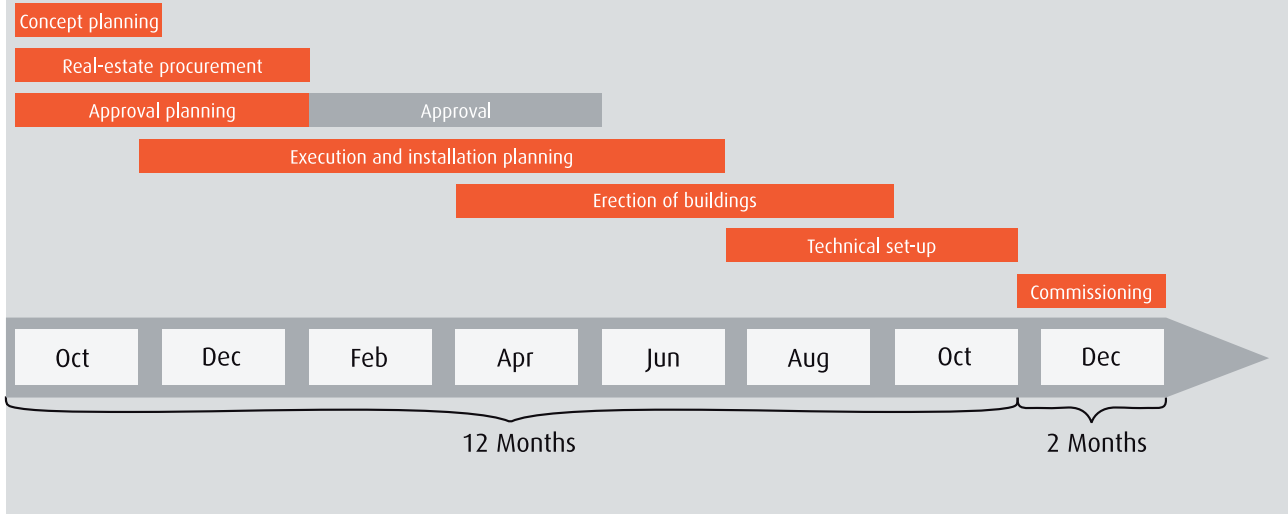 Concept planning
Real-estate procurement
Approval planning Approval
Execution and installation planning
Erection of buildings
Technical set-up
Commissioning
Oct Dec Feb Apr Jun Aug Oct Dec
12 Months 2 Months